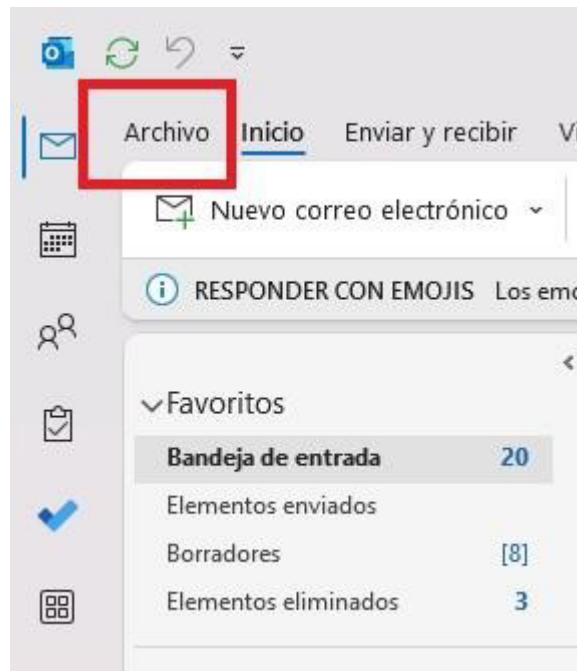 Archivo Inicio Enviar y recibir
Nuevo correo electrónico
RESPONDER CON EMOJIS Los
Favoritos
Bandeja de entrada 20
Elementos enviados
Borradores [8]
Elementos eliminados 3